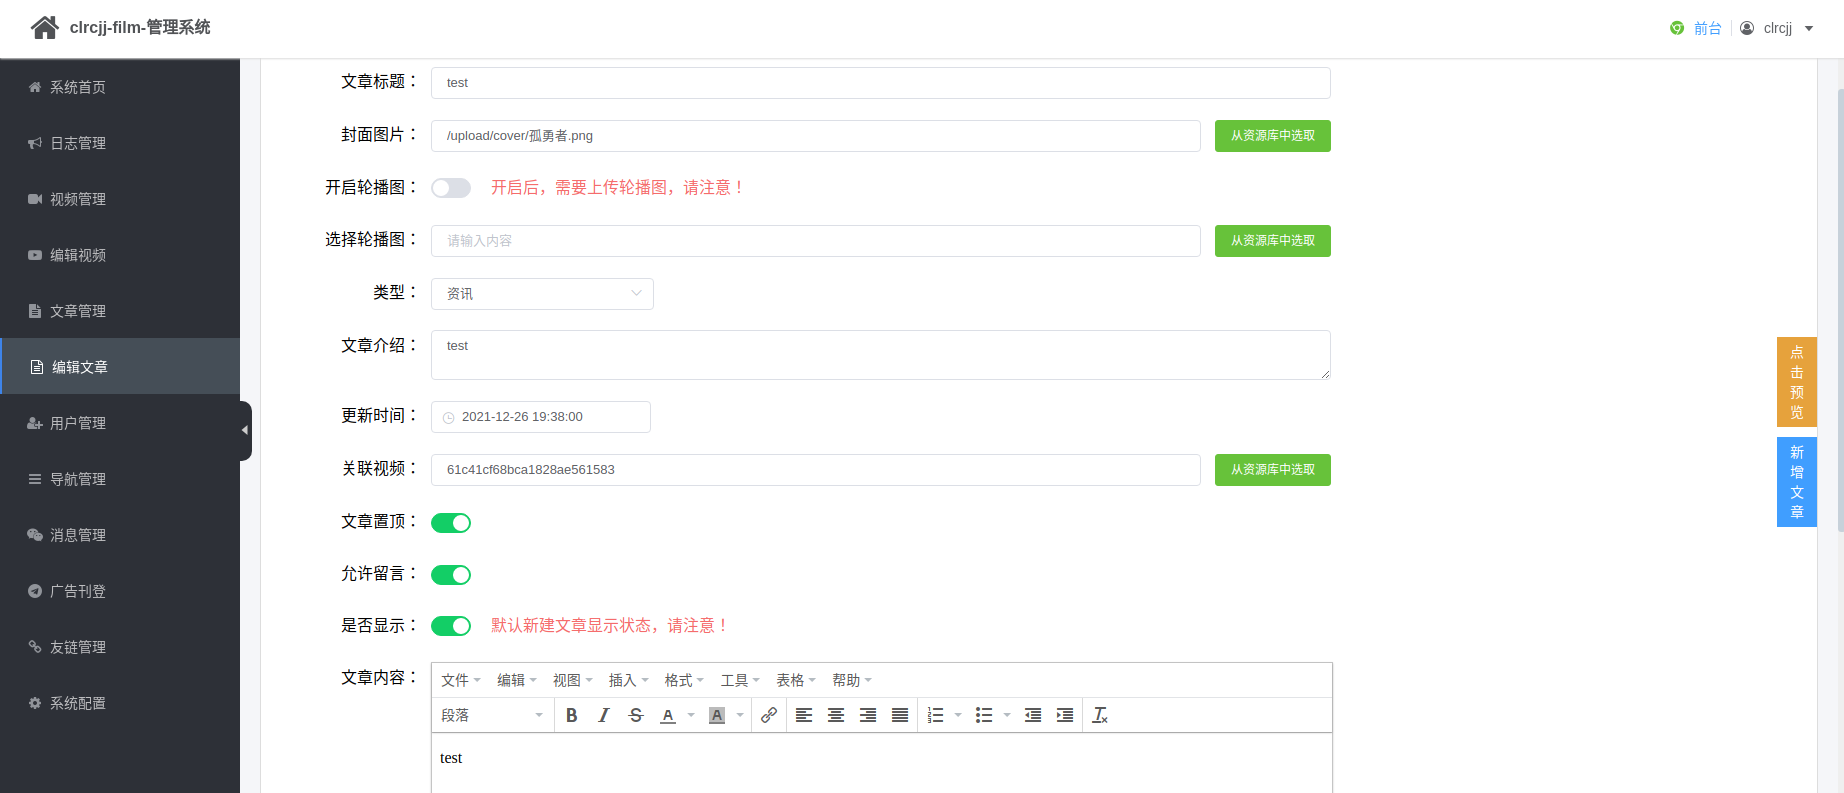 clrcjj-film-管理系统
前台
clrcjj
系统首页
日志管理
视频管理
编辑视频
文章管理
编辑文章
用户管理
导航管理
消息管理
广告刊登
友链管理
系统配置
文章标题：
test
封面图片：
/upload/cover/孤勇者.png
从资源库中选取
开启轮播图：
开启后，需要上传轮播图，请注意！
选择轮播图：
请输入内容
从资源库中选取
类型：
资讯
文章介绍：
test
更新时间：
2021-12-26 19:38:00
关联视频：
61c41cf68bca1828ae561583
从资源库中选取
文章置顶：
允许留言：
是否显示：
默认新建文章显示状态，请注意！
文章内容：
文件 编辑 视图 插入 格式 工具 表格 帮助
段落
test
点击预览
新增文章